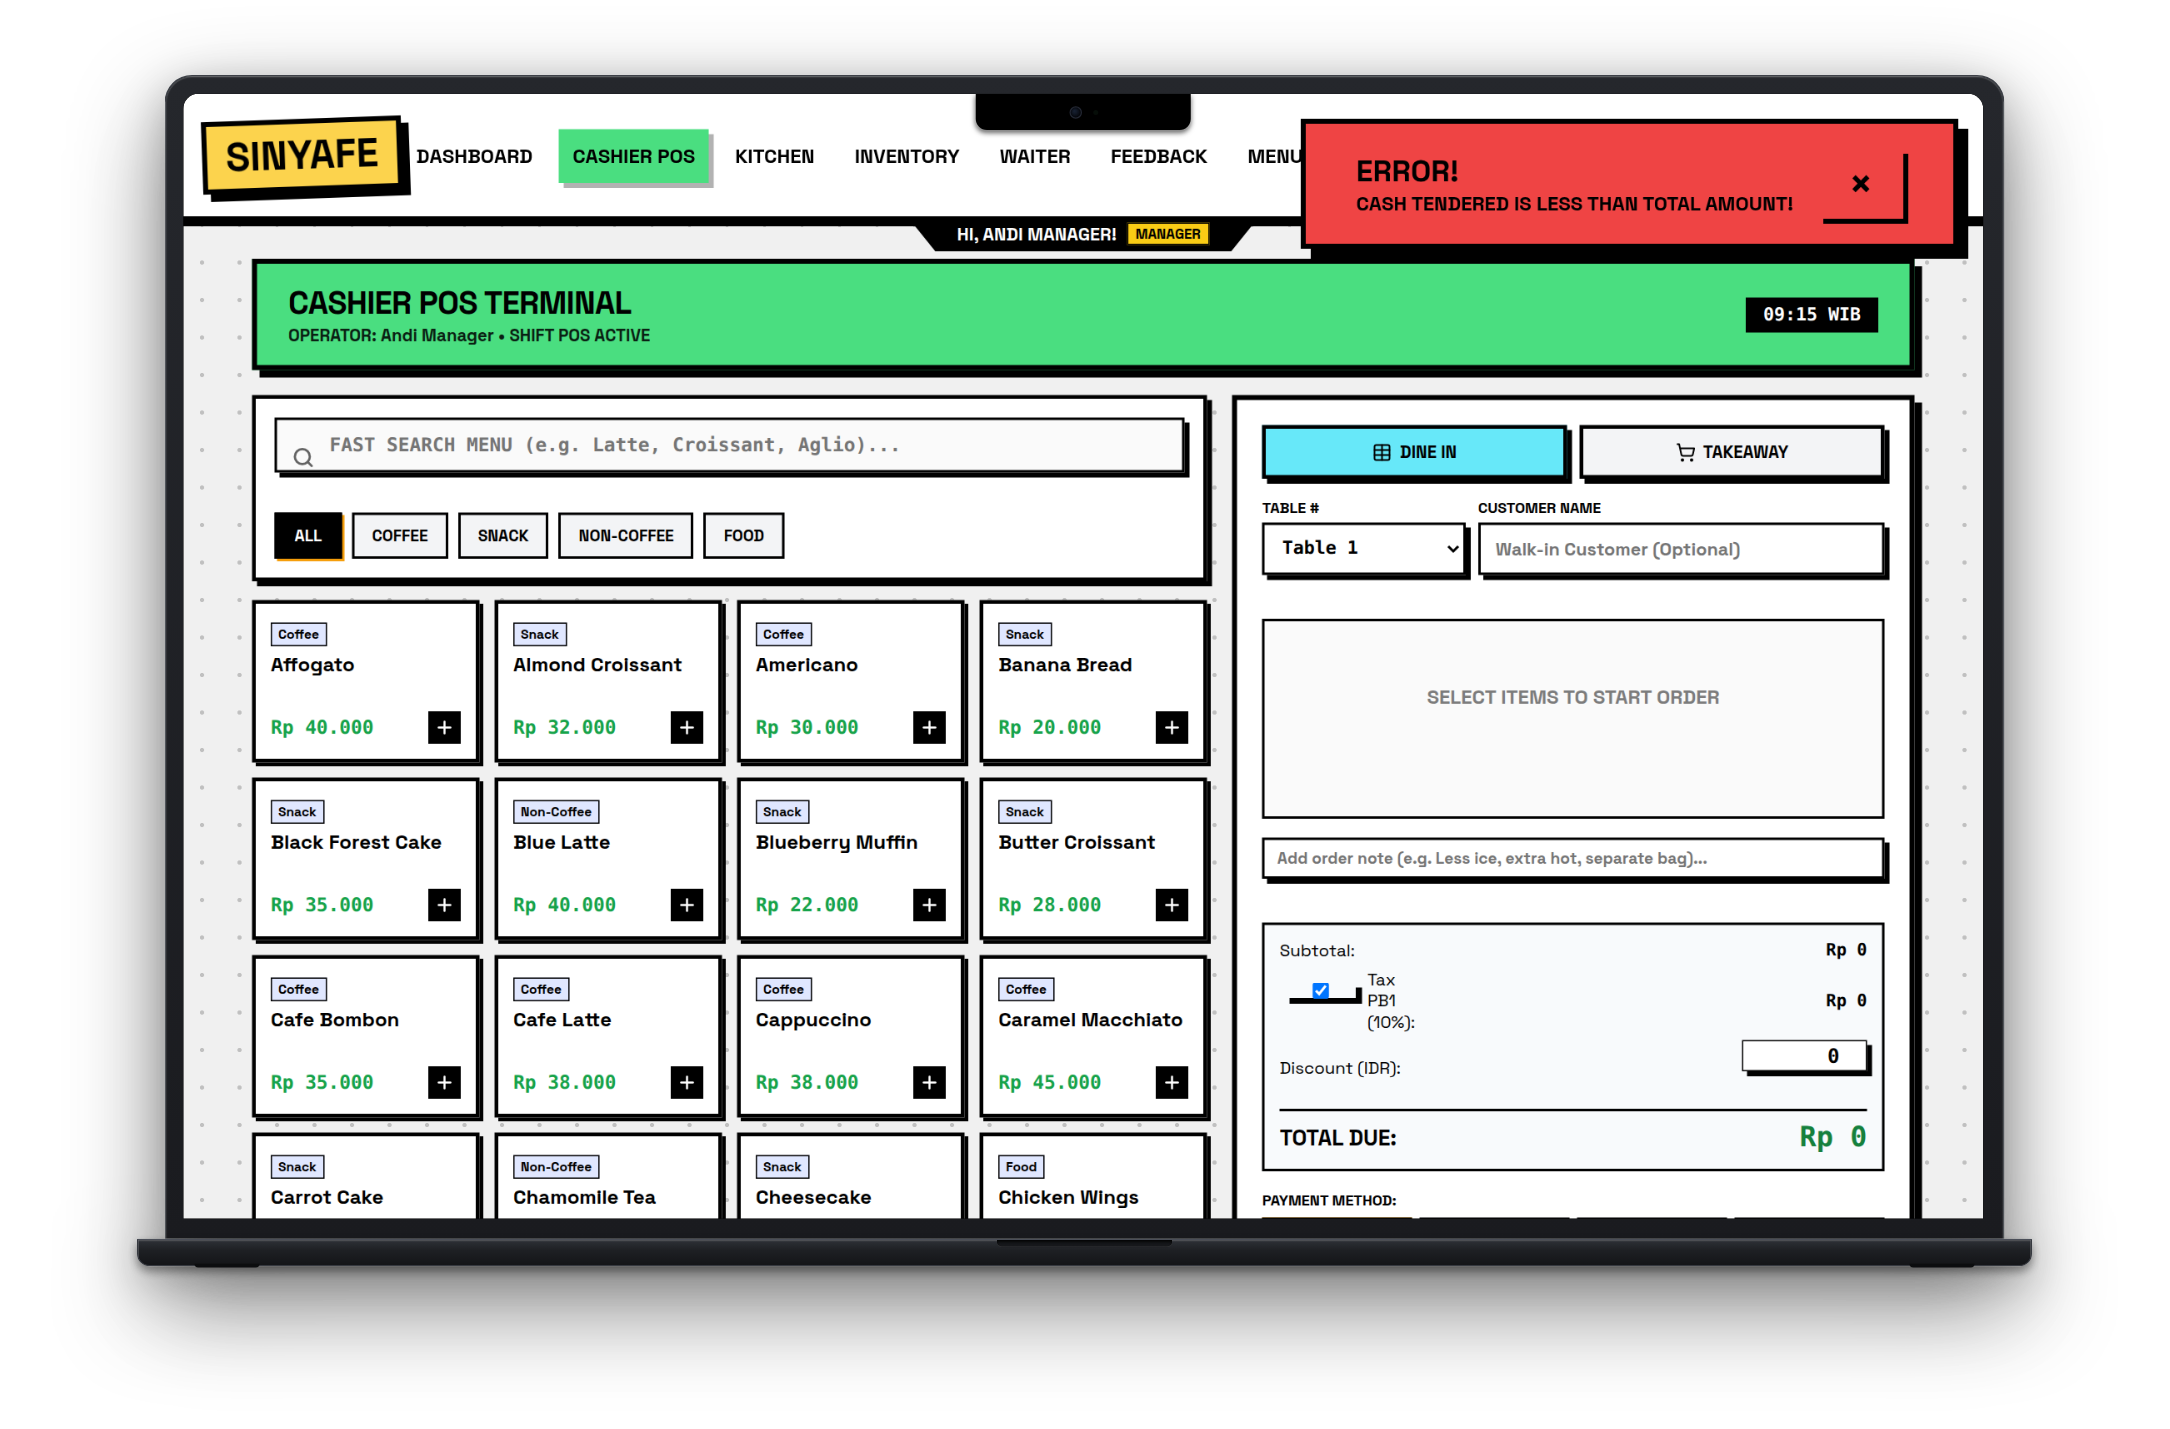 SINYAFE
DASHBOARD
CASHIER POS
KITCHEN
INVENTORY
WAITER
FEEDBACK
MENU
ERROR!
CASH TENDERED IS LESS THAN TOTAL AMOUNT!
HI, ANDI MANAGER! MANAGER
CASHIER POS TERMINAL
OPERATOR: Andi Manager • SHIFT POS ACTIVE
09:15 WIB
FAST SEARCH MENU (e.g. Latte, Croissant, Aglio)...
ALL
COFFEE
SNACK
NON-COFFEE
FOOD
Coffee
Affogato
Rp 40.000
+
Snack
Almond Croissant
Rp 32.000
+
Coffee
Americano
Rp 30.000
+
Snack
Banana Bread
Rp 20.000
+
Snack
Black Forest Cake
Rp 35.000
+
Non-Coffee
Blue Latte
Rp 40.000
+
Snack
Blueberry Muffin
Rp 22.000
+
Snack
Butter Croissant
Rp 28.000
+
Coffee
Cafe Bombon
Rp 35.000
+
Coffee
Cafe Latte
Rp 38.000
+
Coffee
Cappuccino
Rp 38.000
+
Coffee
Caramel Macchiato
Rp 45.000
+
Snack
Carrot Cake
Non-Coffee
Chamomile Tea
Snack
Cheesecake
Food
Chicken Wings
DINE IN
TAKEAWAY
TABLE #
Table 1
CUSTOMER NAME
Walk-in Customer (Optional)
SELECT ITEMS TO START ORDER
Add order note (e.g. Less ice, extra hot, separate bag)...
Subtotal:
Rp 0
Tax
PB1
(10%):
Rp 0
Discount (IDR):
0
TOTAL DUE:
Rp 0
PAYMENT METHOD: